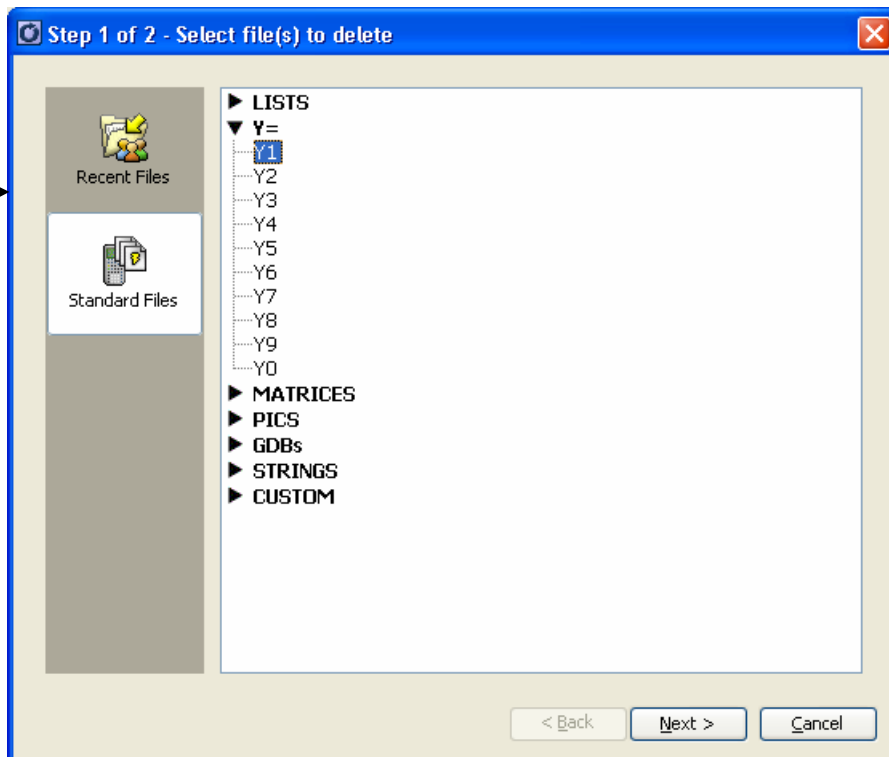 Step 1 of 2 - Select file(s) to delete
Recent Files
Standard Files
LISTS
Y=
Y1
Y2
Y3
Y4
Y5
Y6
Y7
Y8
Y9
Y0
MATRICES
PICS
GDBs
STRINGS
CUSTOM
< Back
Next >
Cancel